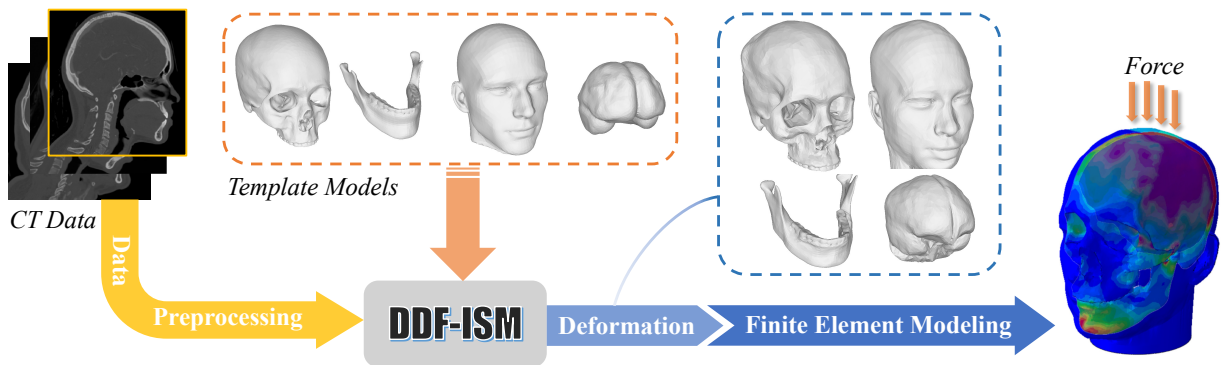 CT Data
Data
Preprocessing
Template Models
DDF-ISM
Deformation
Finite Element Modeling
Force